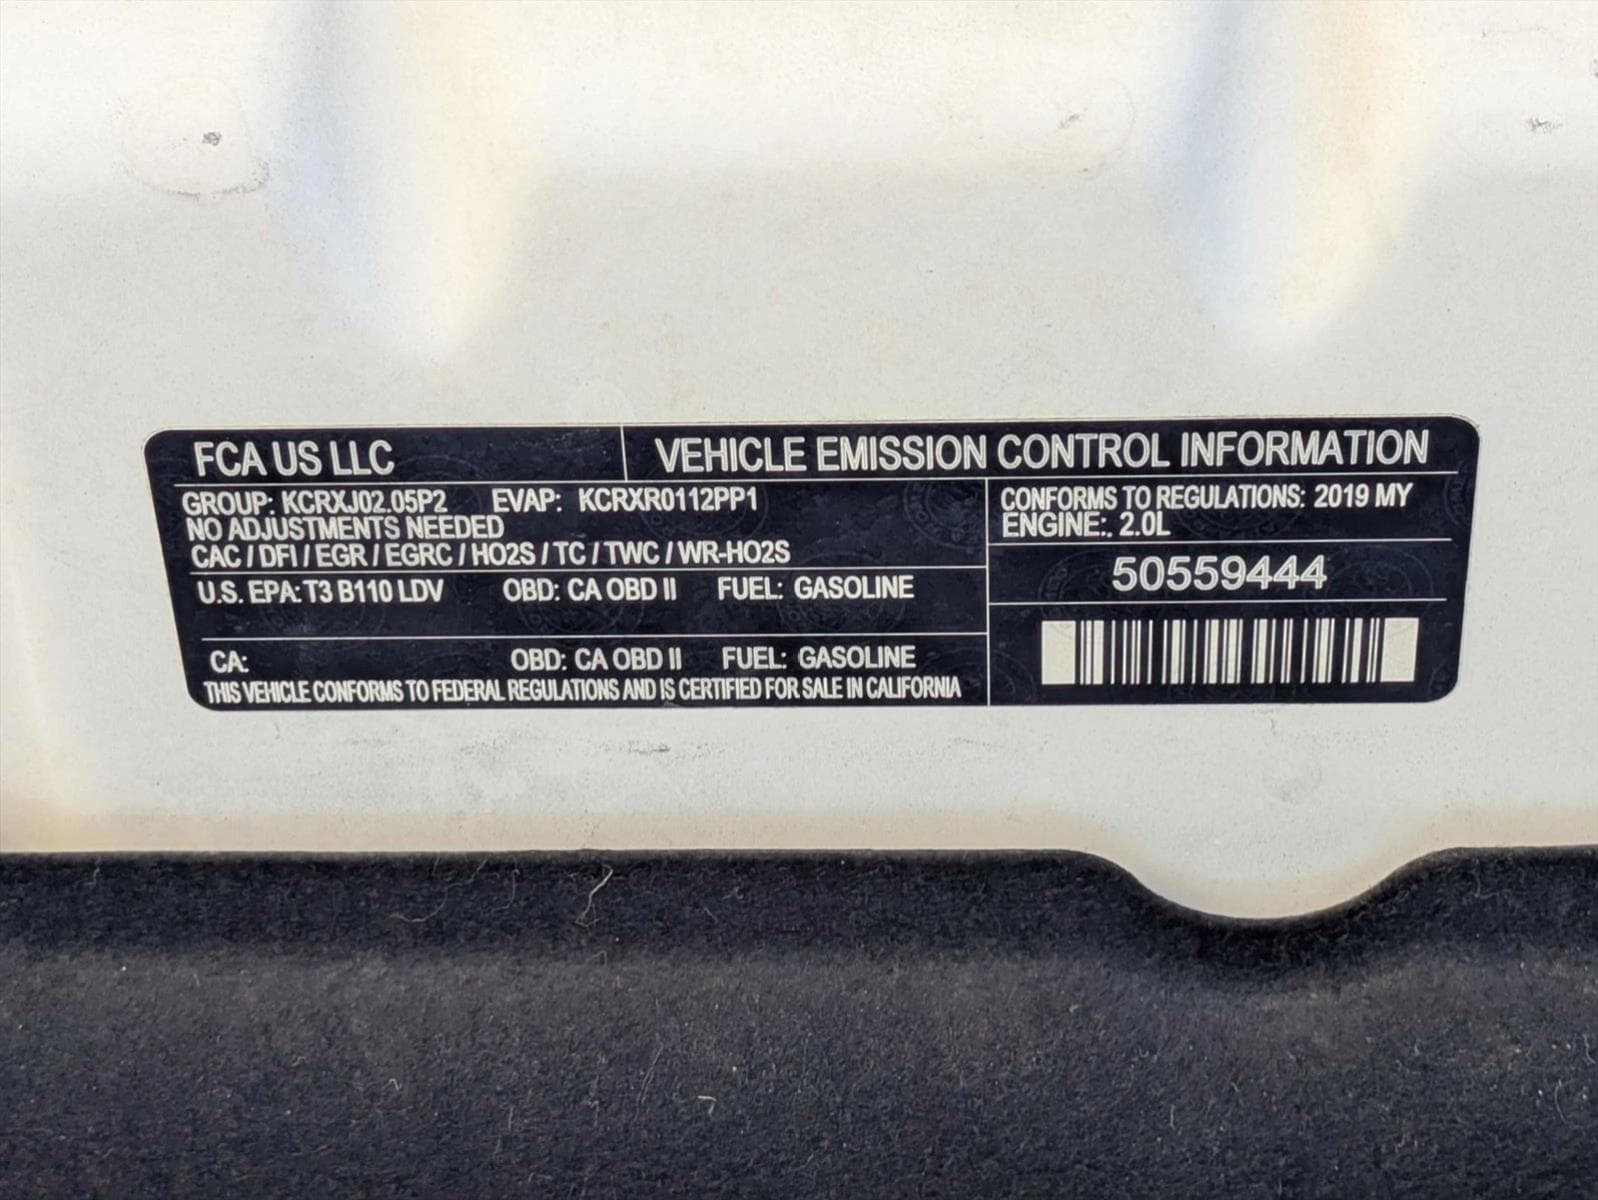 FCA US LLC VEHICLE EMISSION CONTROL INFORMATION
GROUP: KCRXJ02.05P2 EVAP: KCRXR0112PP1
NO ADJUSTMENTS NEEDED
CAC / DFI / EGR / EGRC / HO2S / TC / TWC / WR-HO2S
U.S. EPA: T3 B110 LDV OBD: CA OBD II FUEL: GASOLINE
CA: OBD: CA OBD II FUEL: GASOLINE
THIS VEHICLE CONFORMS TO FEDERAL REGULATIONS AND IS CERTIFIED FOR SALE IN CALIFORNIA
CONFORMS TO REGULATIONS: 2019 MY
ENGINE:. 2.0L
50559444